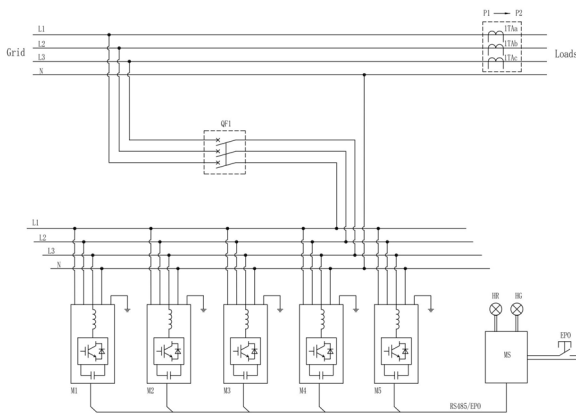 P1 P2
L1
1TAa
Grid
L2
1TAb
Loads
L3
1TAc
N
QF1
L1
L2
L3
N
HR HG
EPO
MS
M1 M2 M3 M4 M5
RS485/EPO